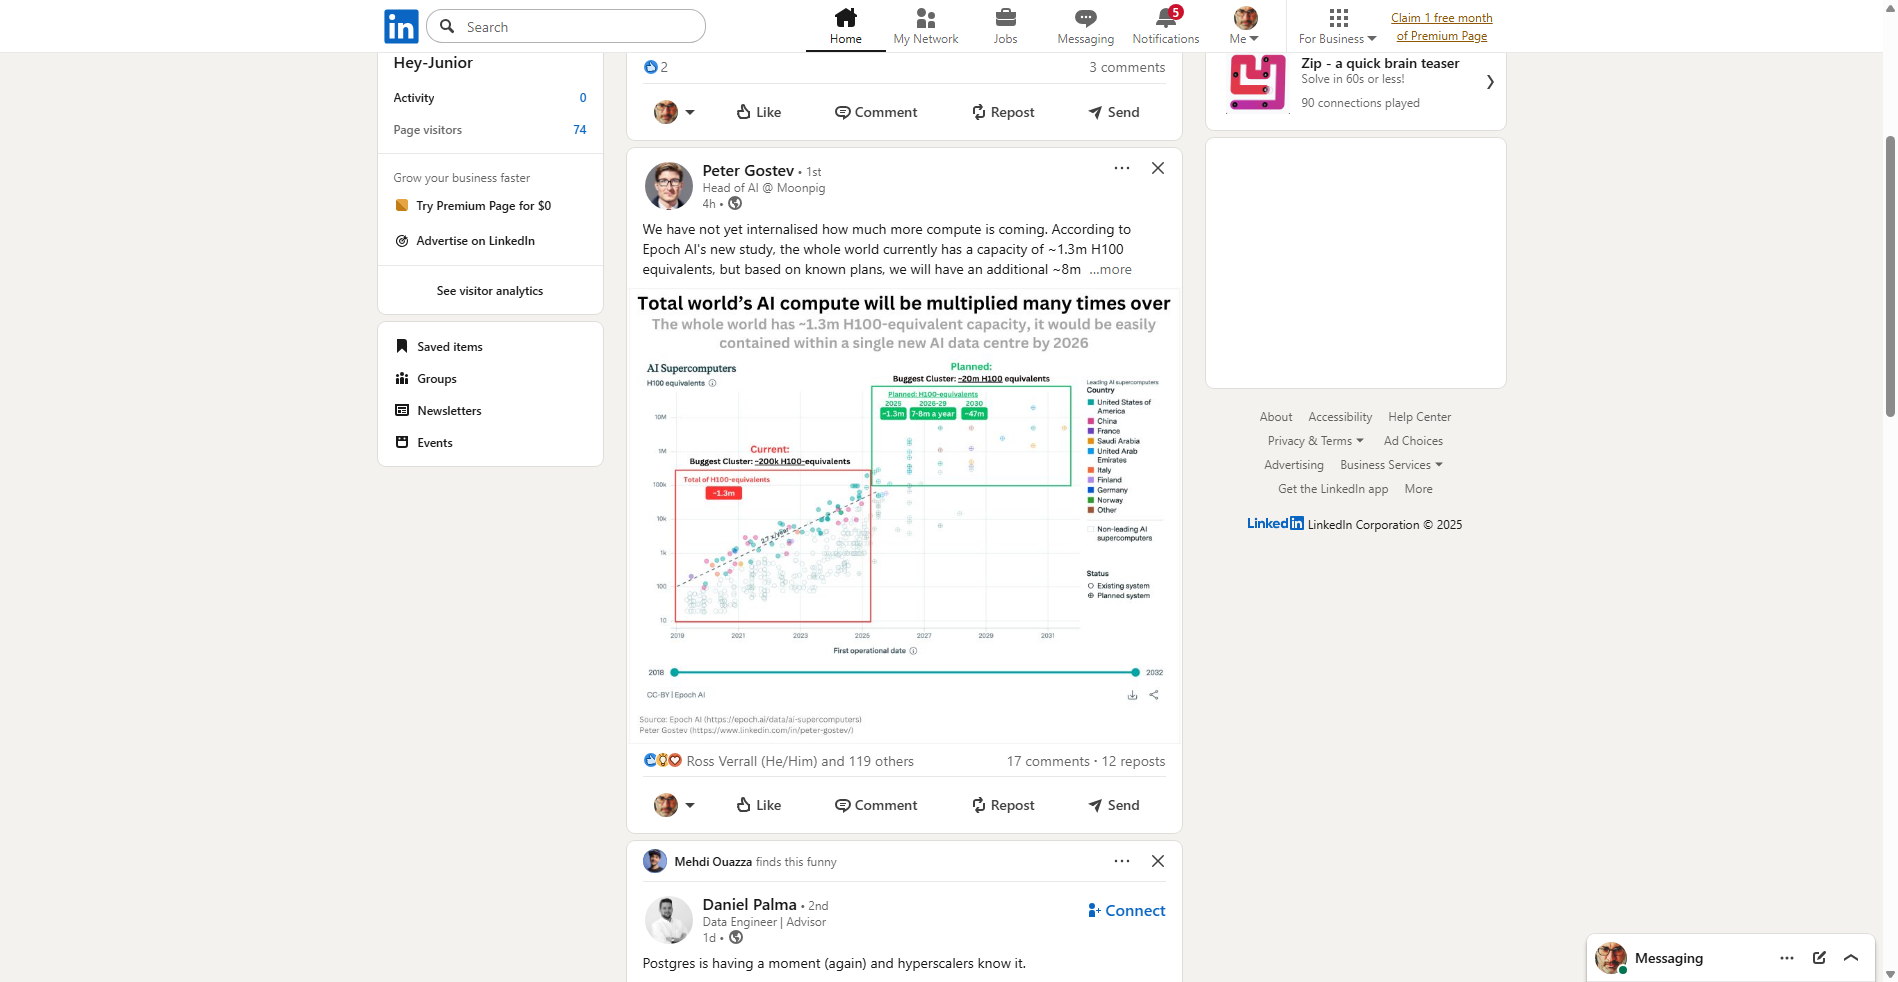 in
Search
Home
My Network
Jobs
Messaging
5
Notifications
Me
For Business
Claim 1 free month
of Premium Page
Hey-Junior
Activity 0
Page visitors 74
Grow your business faster
Try Premium Page for $0
Advertise on LinkedIn
See visitor analytics
Saved items
Groups
Newsletters
Events
2
3 comments
Like
Comment
Repost
Send
Peter Gostev • 1st
Head of AI @ Moonpig
4h •
We have not yet internalised how much more compute is coming. According to
Epoch AI's new study, the whole world currently has a capacity of ~1.3m H100
equivalents, but based on known plans, we will have an additional ~8m …more
Total world's AI compute will be multiplied many times over
The whole world has ~1.3m H100-equivalent capacity, it would be easily
contained within a single new AI data centre by 2026
AI Supercomputers
H100 equivalents
Planned:
Buggest Cluster: ~20m H100 equivalents
Planned: H100-equivalents
2025 2026-29 2030
~1.3m 7-8m a year ~47m
Current:
Buggest Cluster: ~200k H100-equivalents
Total of H100-equivalents
~1.3m
2.7 x/year
10M
1M
100k
10k
1k
100
10
2019 2021 2023 2025 2027 2029 2031
First operational date
Leading AI supercomputers
Country
United States of
America
China
France
Saudi Arabia
United Arab
Emirates
Italy
Finland
Germany
Norway
Other
Non-leading AI
supercomputers
Status
Existing system
Planned system
2018 2032
CC-BY | Epoch AI
Source: Epoch AI (https://epoch.ai/data/ai-supercomputers)
Peter Gostev (https://www.linkedin.com/in/peter-gostev/)
Ross Verrall (He/Him) and 119 others
17 comments • 12 reposts
Like
Comment
Repost
Send
Mehdi Ouazza finds this funny
Daniel Palma • 2nd
Data Engineer | Advisor
1d •
Connect
Postgres is having a moment (again) and hyperscalers know it.
Zip - a quick brain teaser
Solve in 60s or less!
90 connections played
About Accessibility Help Center
Privacy & Terms Ad Choices
Advertising Business Services
Get the LinkedIn app More
LinkedIn LinkedIn Corporation © 2025
Messaging